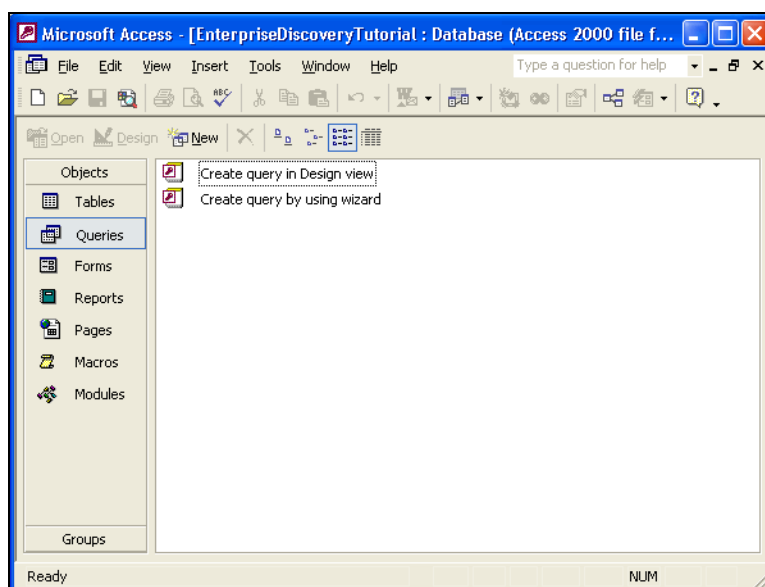 Microsoft Access - [EnterpriseDiscoveryTutorial : Database (Access 2000 file f...
File Edit View Insert Tools Window Help Type a question for help
ABC
Open Design New
Objects
Create query in Design view
Tables
Create query by using wizard
Queries
Forms
Reports
Pages
Macros
Modules
Groups
Ready NUM